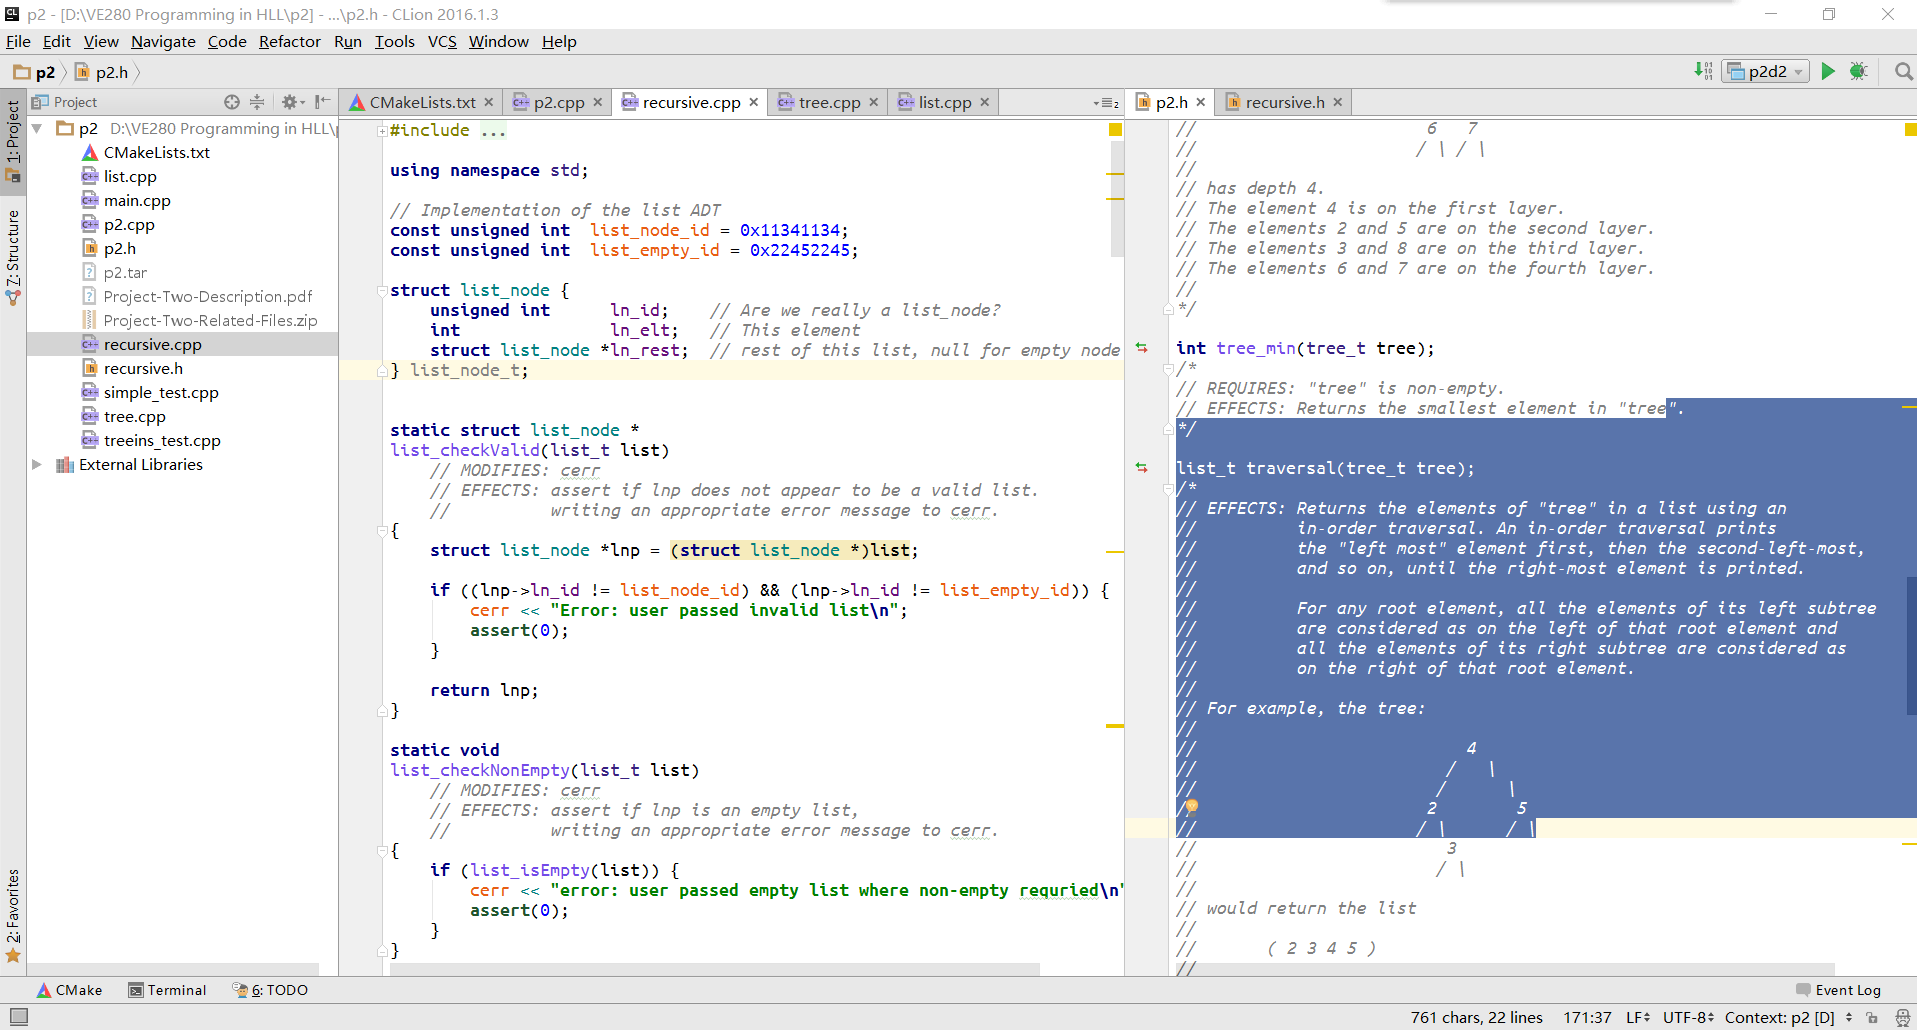 p2 - [D:\VE280 Programming in HLL\p2] - ...\p2.h - CLion 2016.1.3
File Edit View Navigate Code Refactor Run Tools VCS Window Help
p2 p2.h p2d2
Project CMakeLists.txt p2.cpp recursive.cpp tree.cpp list.cpp p2.h recursive.h
1: Project
7: Structure
2: Favorites
p2 D:\VE280 Programming in HLL\
CMakeLists.txt
list.cpp
main.cpp
p2.cpp
p2.h
p2.tar
Project-Two-Description.pdf
Project-Two-Related-Files.zip
recursive.cpp
recursive.h
simple_test.cpp
tree.cpp
treeins_test.cpp
External Libraries
#include ...
using namespace std;
// Implementation of the list ADT
const unsigned int  list_node_id = 0x11341134;
const unsigned int  list_empty_id = 0x22452245;
struct list_node {
    unsigned int      ln_id;    // Are we really a list_node?
    int               ln_elt;   // This element
    struct list_node *ln_rest;  // rest of this list, null for empty node
} list_node_t;
static struct list_node *
list_checkValid(list_t list)
    // MODIFIES: cerr
    // EFFECTS: assert if lnp does not appear to be a valid list.
    //          writing an appropriate error message to cerr.
{
    struct list_node *lnp = (struct list_node *)list;
    if ((lnp->ln_id != list_node_id) && (lnp->ln_id != list_empty_id)) {
        cerr << "Error: user passed invalid list\n";
        assert(0);
    }
    return lnp;
}
static void
list_checkNonEmpty(list_t list)
    // MODIFIES: cerr
    // EFFECTS: assert if lnp is an empty list,
    //          writing an appropriate error message to cerr.
{
    if (list_isEmpty(list)) {
        cerr << "error: user passed empty list where non-empty requried\n"
        assert(0);
    }
}
//                       6   7
//                      / \ / \
//
// has depth 4.
// The element 4 is on the first layer.
// The elements 2 and 5 are on the second layer.
// The elements 3 and 8 are on the third layer.
// The elements 6 and 7 are on the fourth layer.
//
*/
int tree_min(tree_t tree);
/*
// REQUIRES: "tree" is non-empty.
// EFFECTS: Returns the smallest element in "tree".
*/
list_t traversal(tree_t tree);
/*
// EFFECTS: Returns the elements of "tree" in a list using an
//          in-order traversal. An in-order traversal prints
//          the "left most" element first, then the second-left-most,
//          and so on, until the right-most element is printed.
//
//          For any root element, all the elements of its left subtree
//          are considered as on the left of that root element and
//          all the elements of its right subtree are considered as
//          on the right of that root element.
//
// For example, the tree:
//
//                           4
//                         /   \
//                        /      \
//                       2        5
//                      / \      / \
//                         3
//                        / \
//
// would return the list
//
//       ( 2 3 4 5 )
//
CMake Terminal 6: TODO Event Log
761 chars, 22 lines 171:37 LF UTF-8 Context: p2 [D]